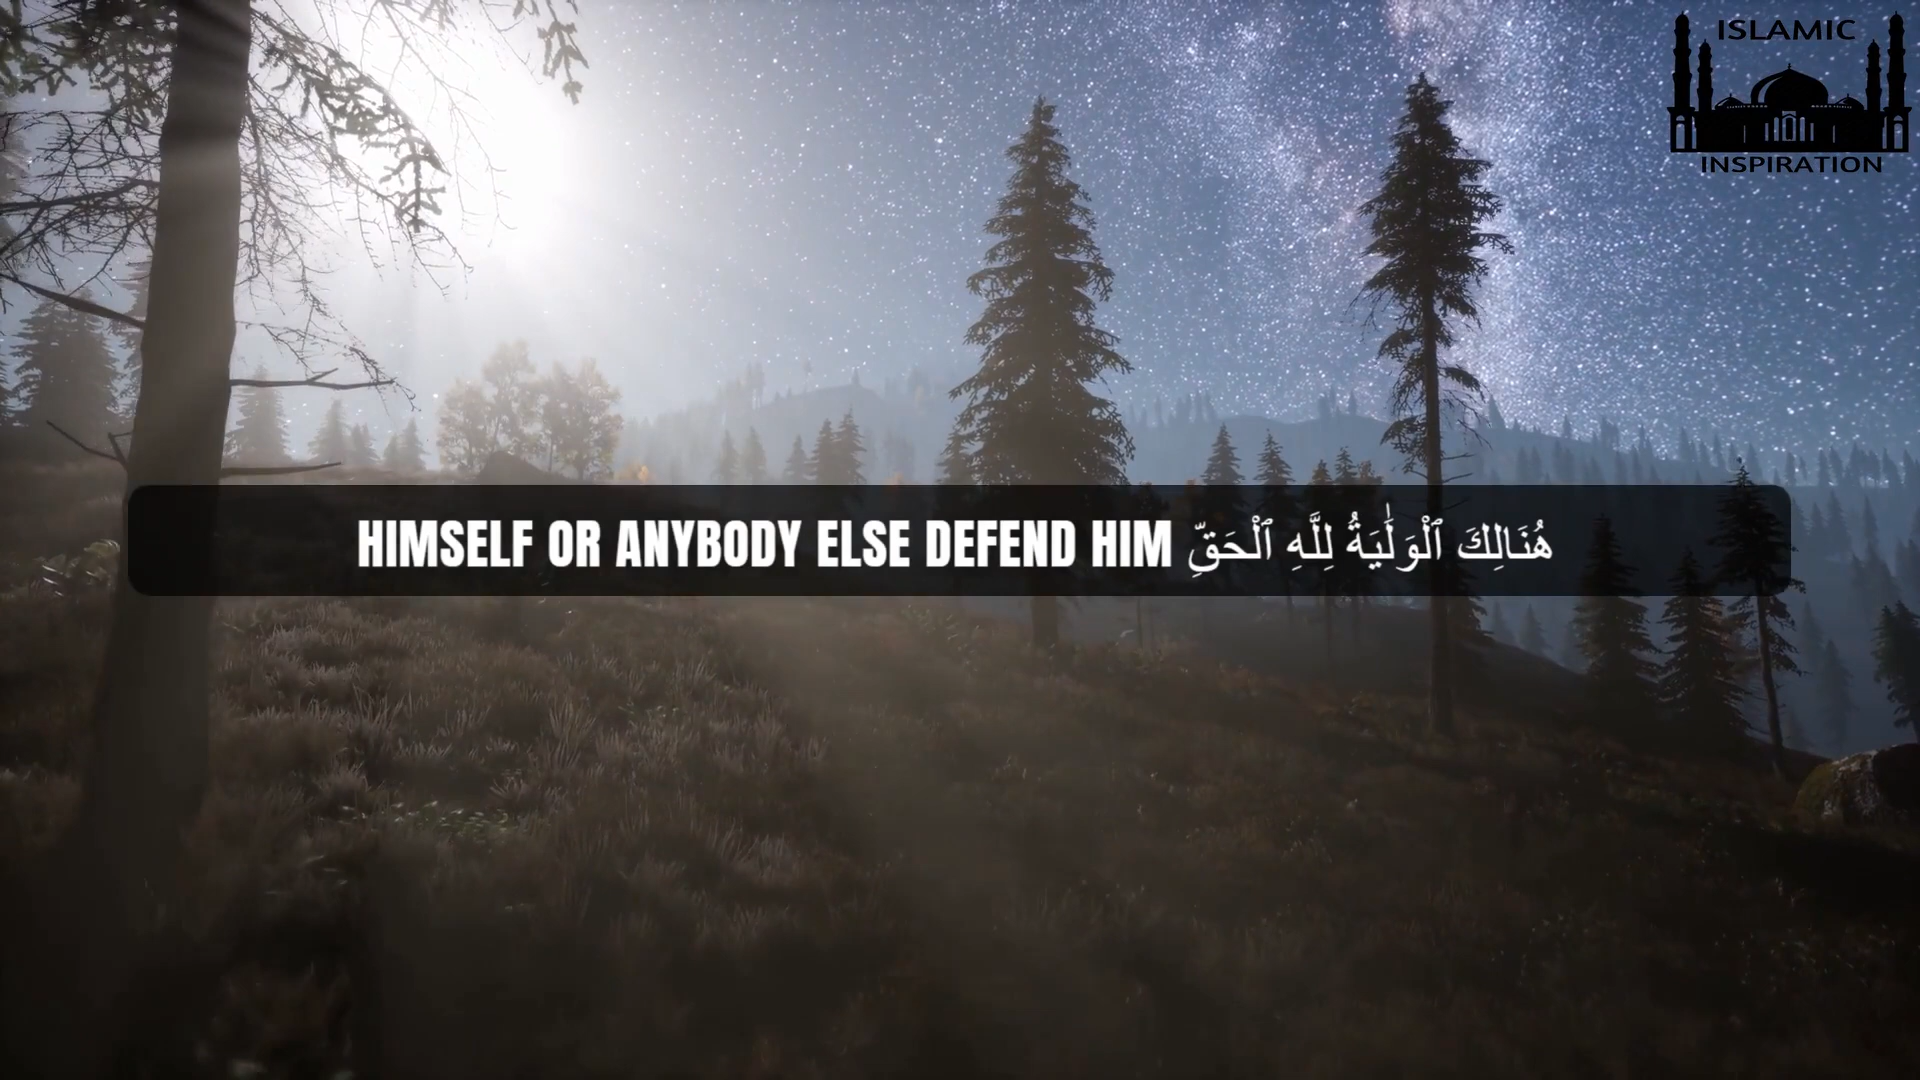 ISLAMIC
INSPIRATION
HIMSELF OR ANYBODY ELSE DEFEND HIM هُنَالِكَ ٱلْوَلَٰيَةُ لِلَّهِ ٱلْحَقِّ